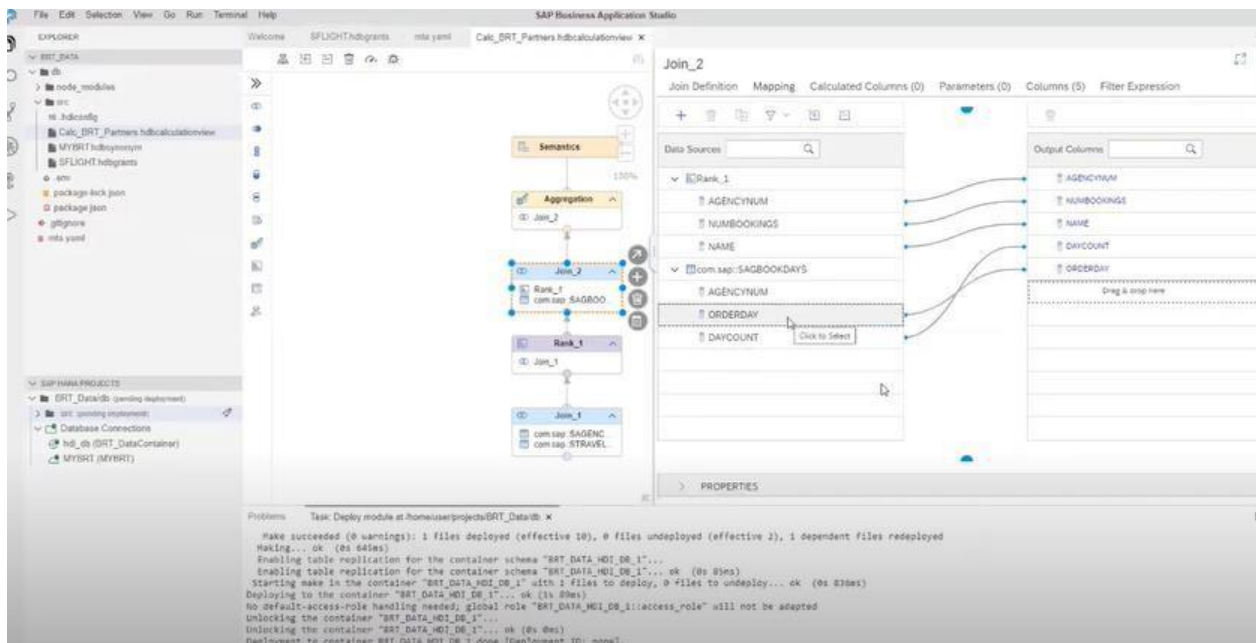 File Edit Selection View Go Run Terminal Help
SAP Business Application Studio
EXPLORER
BRT_DATA
db
node_modules
src
.hdiconfig
Calc_BRT_Partners.hdbcalculationview
MYBRT.hdbsynonym
SFLIGHT.hdbgrants
.env
package-lock.json
package.json
.gitignore
mta.yaml
SAP HANA PROJECTS
BRT_Data/db (pending deployment)
src (pending deployment)
Database Connections
hdi_db (BRT_DataContainer)
MYBRT (MYBRT)
Welcome SFLIGHT.hdbgrants mta.yaml Calc_BRT_Partners.hdbcalculationview
100%
Semantics
Aggregation
Join_2
Join_2
Rank_1
com.sap::SAGBOO...
Rank_1
Join_1
Join_1
com.sap::SAGENC...
com.sap::STRAVEL...
Join_2
Join Definition Mapping Calculated Columns (0) Parameters (0) Columns (5) Filter Expression
Data Sources
Rank_1
AGENCYNUM
NUMBOOKINGS
NAME
com.sap::SAGBOOKDAYS
AGENCYNUM
ORDERDAY
DAYCOUNT
Click to Select
Output Columns
AGENCYNUM
NUMBOOKINGS
NAME
DAYCOUNT
ORDERDAY
Drag & drop here
PROPERTIES
Problems Task: Deploy module at /home/user/projects/BRT_Data/db
Make succeeded (0 warnings): 1 files deployed (effective 10), 0 files undeployed (effective 2), 1 dependent files redeployed
Making... ok (0s 645ms)
Enabling table replication for the container schema "BRT_DATA_HDI_DB_1"...
Enabling table replication for the container schema "BRT_DATA_HDI_DB_1"... ok (0s 85ms)
Starting make in the container "BRT_DATA_HDI_DB_1" with 1 files to deploy, 0 files to undeploy... ok (0s 836ms)
Deploying to the container "BRT_DATA_HDI_DB_1"... ok (1s 89ms)
No default-access-role handling needed; global role "BRT_DATA_HDI_DB_1::access_role" will not be adapted
Unlocking the container "BRT_DATA_HDI_DB_1"...
Unlocking the container "BRT_DATA_HDI_DB_1"... ok (0s 0ms)
Deployment to container BRT_DATA_HDI_DB_1 done [Deployment ID: none].